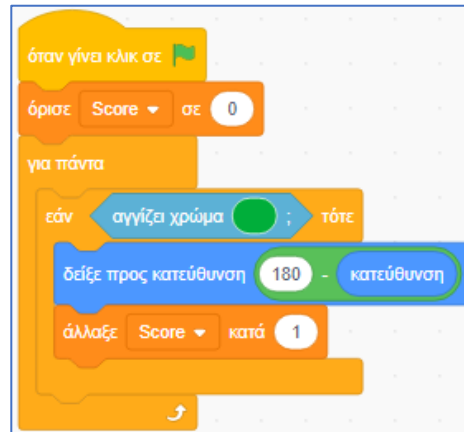 όταν γίνει κλικ σε
όρισε Score σε 0
για πάντα
εάν αγγίζει χρώμα ; τότε
δείξε προς κατεύθυνση 180 - κατεύθυνση
άλλαξε Score κατά 1